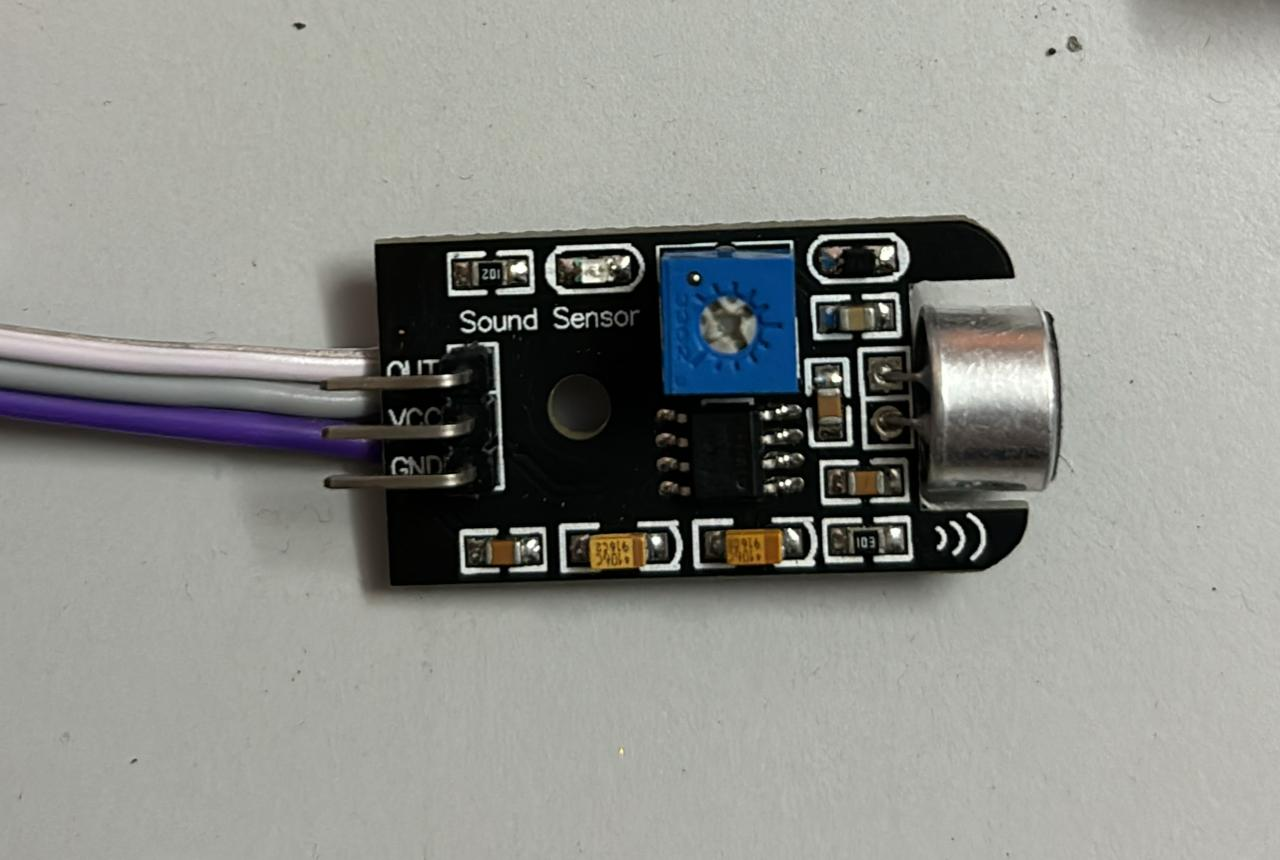 102
Sound Sensor
OUT
VCC
GND
103